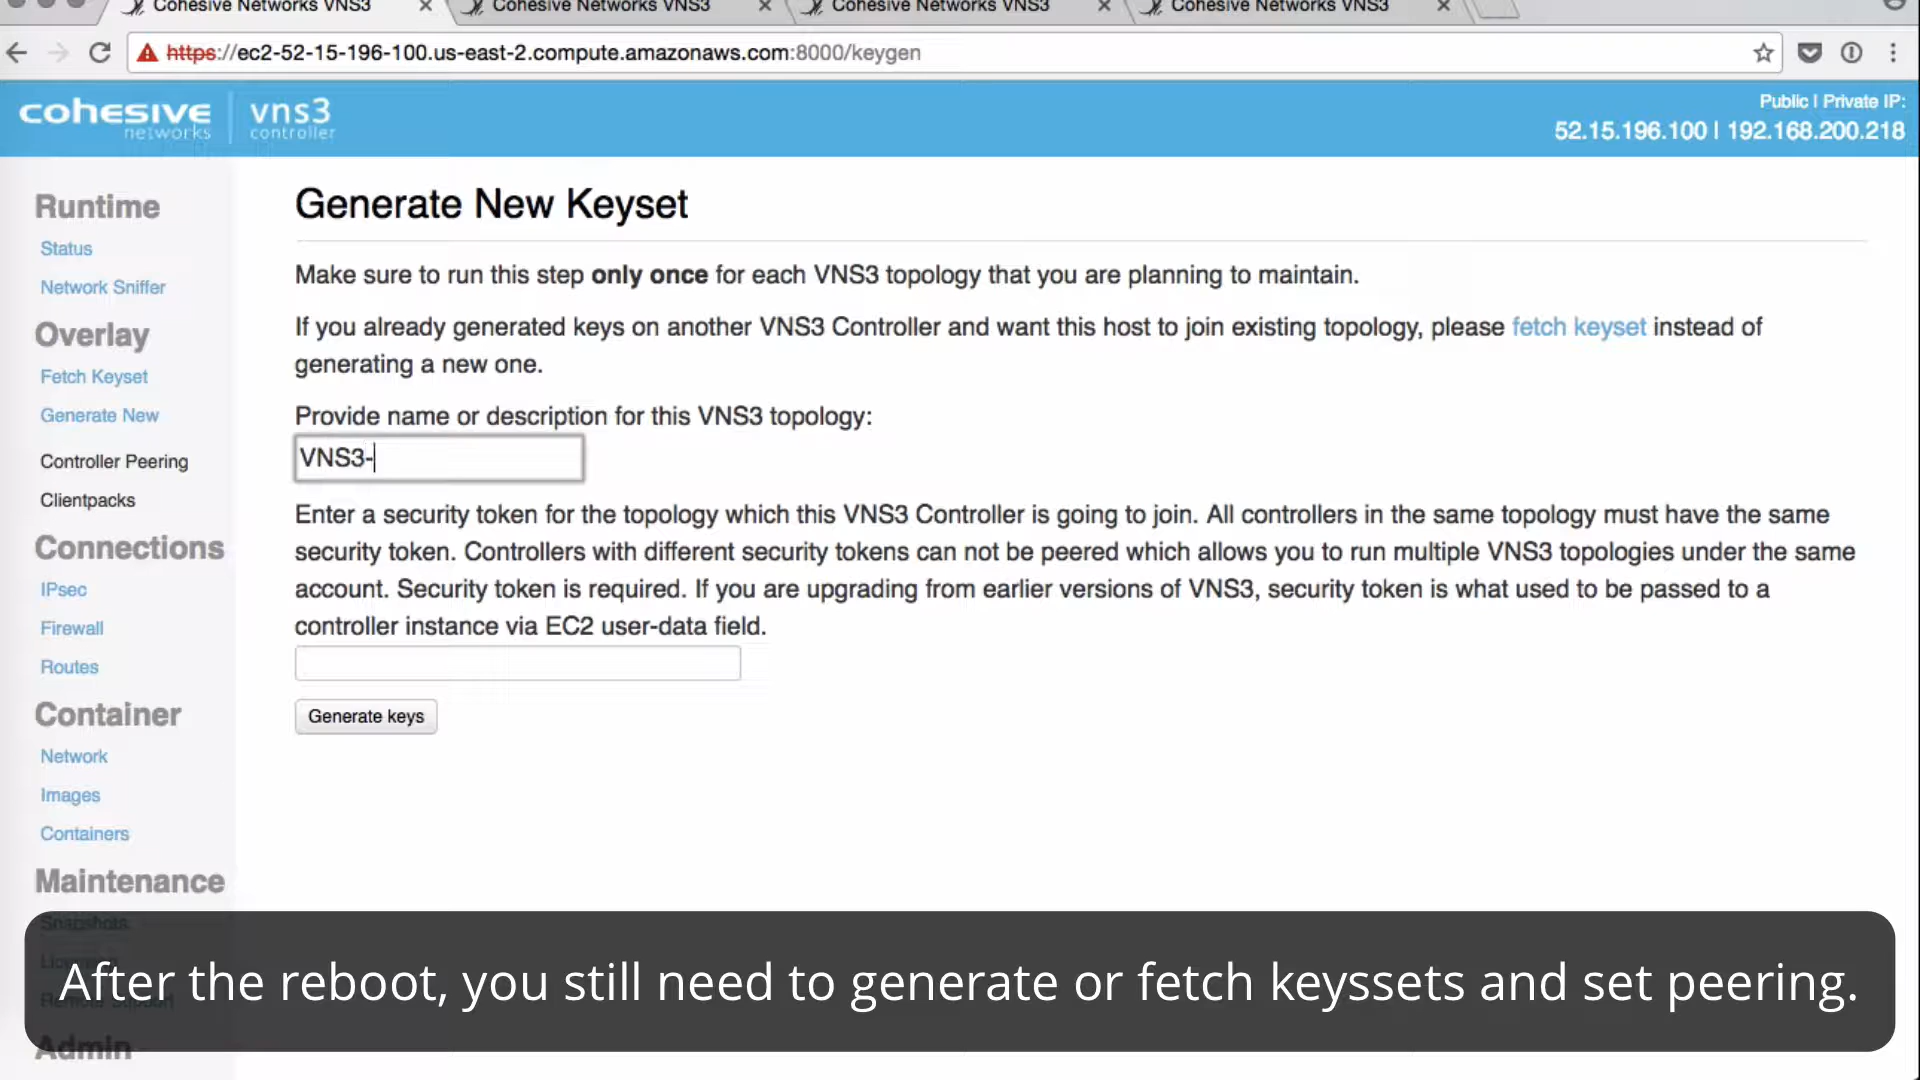 Cohesive Networks VNS3
Cohesive Networks VNS3
Cohesive Networks VNS3
Cohesive Networks VNS3
https://ec2-52-15-196-100.us-east-2.compute.amazonaws.com:8000/keygen
cohesive networks
vns3 controller
Public | Private IP:
52.15.196.100 | 192.168.200.218
Runtime
Status
Network Sniffer
Overlay
Fetch Keyset
Generate New
Controller Peering
Clientpacks
Connections
IPsec
Firewall
Routes
Container
Network
Images
Containers
Maintenance
Snapshots
Remote Support
Admin
Generate New Keyset
Make sure to run this step only once for each VNS3 topology that you are planning to maintain.
If you already generated keys on another VNS3 Controller and want this host to join existing topology, please fetch keyset instead of
generating a new one.
Provide name or description for this VNS3 topology:
VNS3-
Enter a security token for the topology which this VNS3 Controller is going to join. All controllers in the same topology must have the same
security token. Controllers with different security tokens can not be peered which allows you to run multiple VNS3 topologies under the same
account. Security token is required. If you are upgrading from earlier versions of VNS3, security token is what used to be passed to a
controller instance via EC2 user-data field.
Generate keys
After the reboot, you still need to generate or fetch keyssets and set peering.